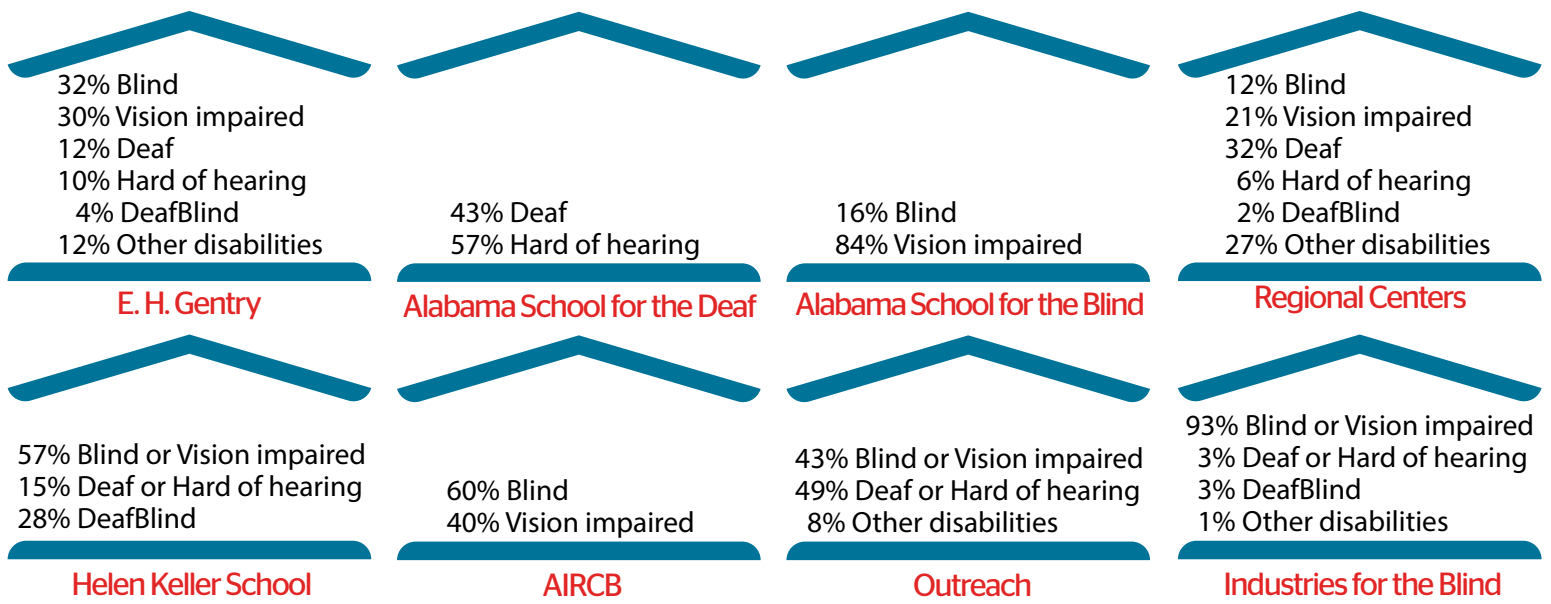 32% Blind
30% Vision impaired
12% Deaf
10% Hard of hearing
4% DeafBlind
12% Other disabilities
E. H. Gentry
43% Deaf
57% Hard of hearing
Alabama School for the Deaf
16% Blind
84% Vision impaired
Alabama School for the Blind
12% Blind
21% Vision impaired
32% Deaf
6% Hard of hearing
2% DeafBlind
27% Other disabilities
Regional Centers
57% Blind or Vision impaired
15% Deaf or Hard of hearing
28% DeafBlind
Helen Keller School
60% Blind
40% Vision impaired
AIRCB
43% Blind or Vision impaired
49% Deaf or Hard of hearing
8% Other disabilities
Outreach
93% Blind or Vision impaired
3% Deaf or Hard of hearing
3% DeafBlind
1% Other disabilities
Industries for the Blind